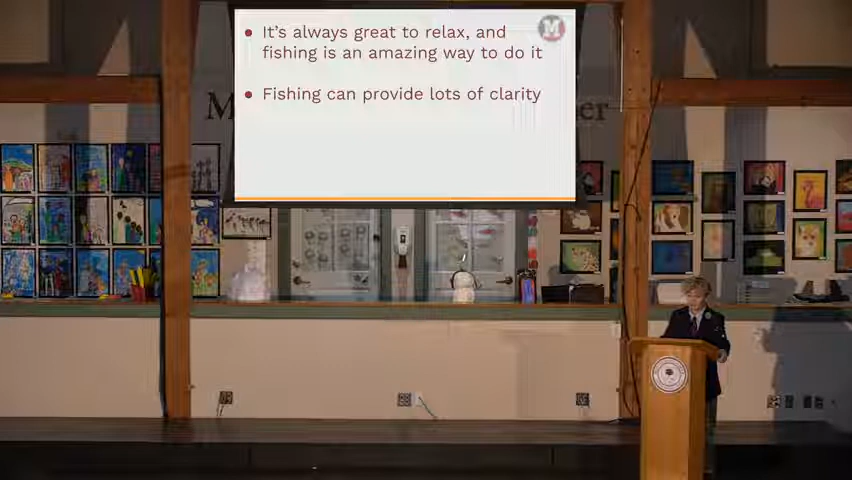 • It's always great to relax, and
fishing is an amazing way to do it
• Fishing can provide lots of clarity
M